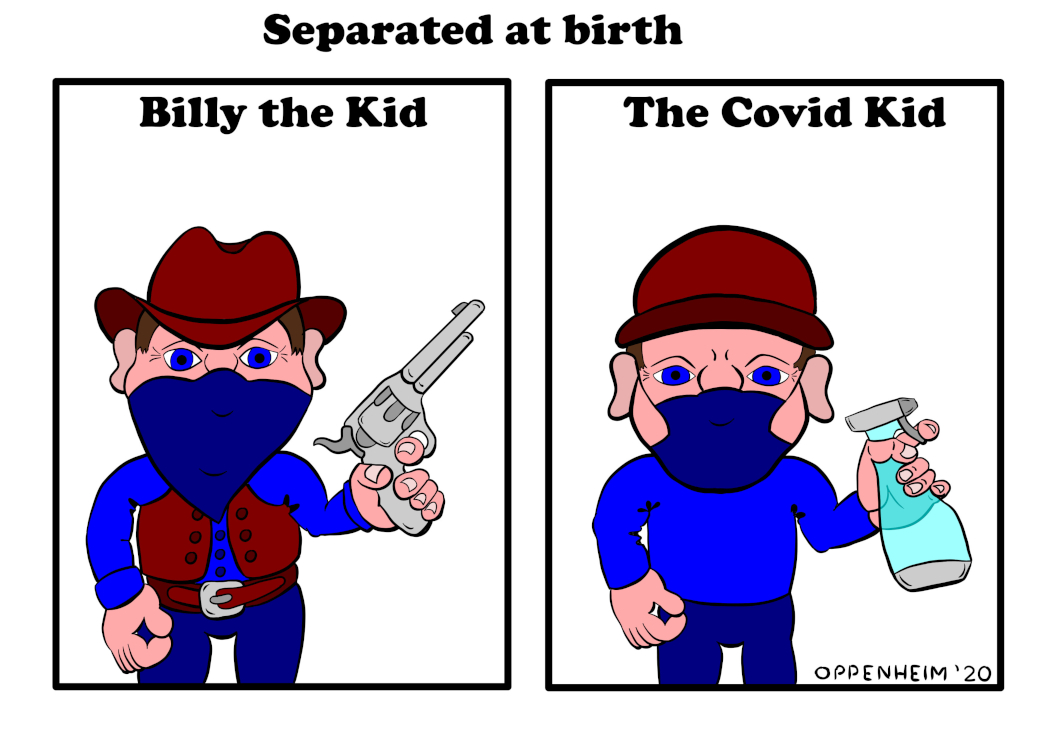 Separated at birth
Billy the Kid
The Covid Kid
OPPENHEIM '20